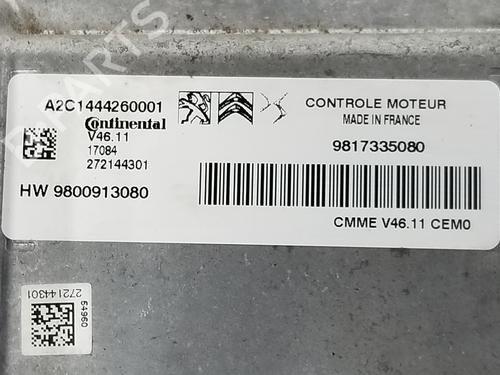 A2C1444260001
Continental
V46.11
17084
272144301
HW 9800913080
CONTROLE MOTEUR
MADE IN FRANCE
9817335080
CMME V46.11 CEM0
54960
272144301